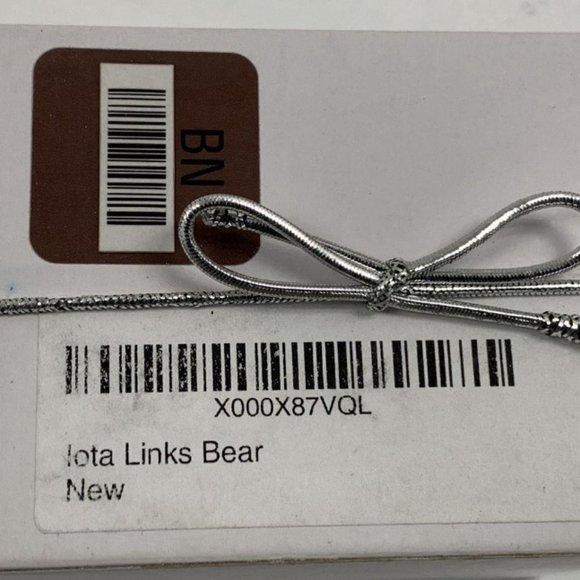 BN
X000X87VQL
Iota Links Bear
New